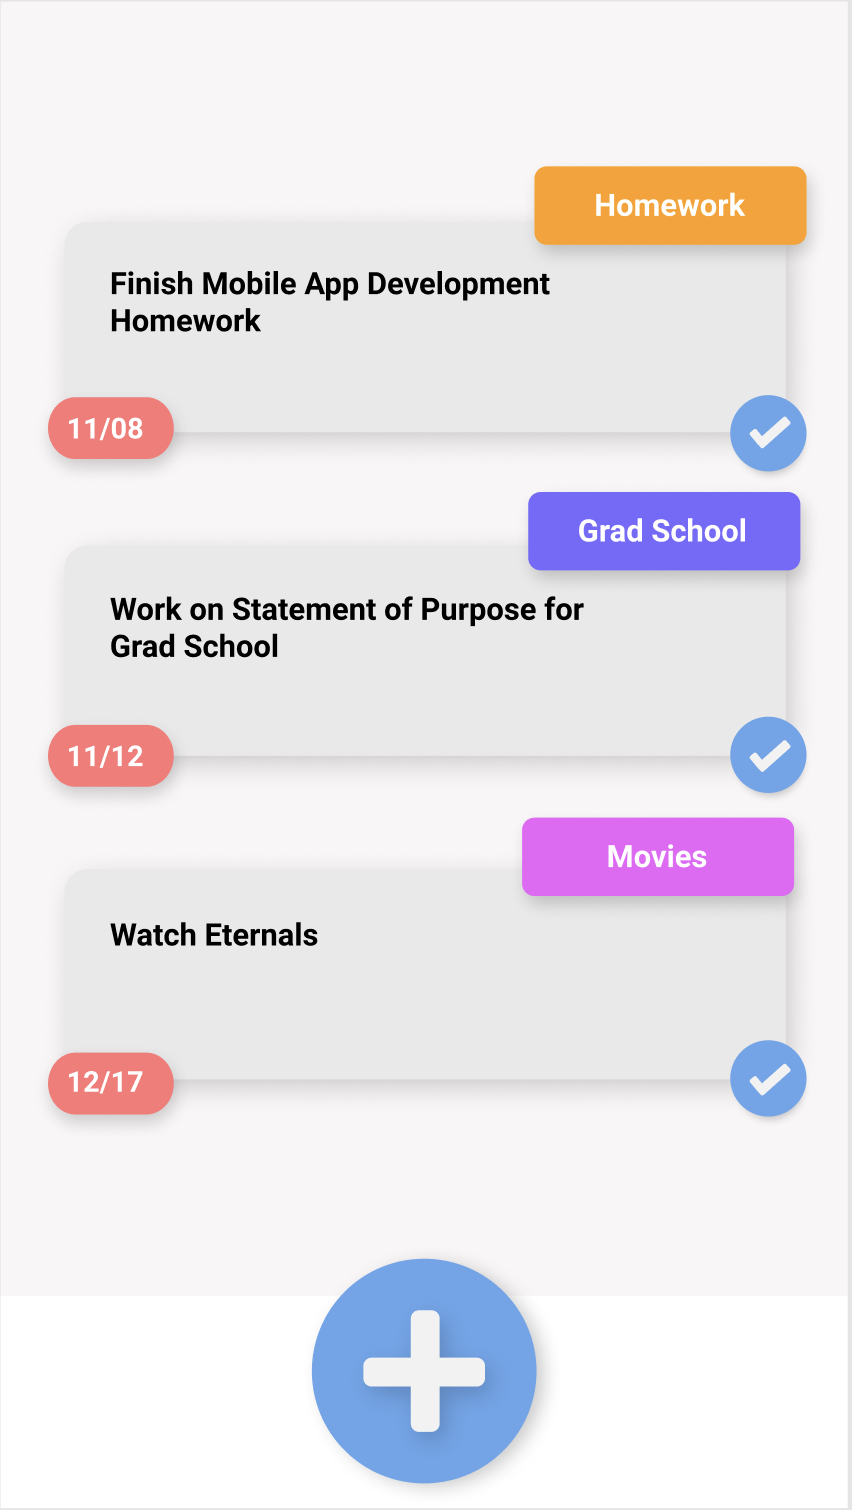 Homework
Finish Mobile App Development
Homework
11/08
Grad School
Work on Statement of Purpose for
Grad School
11/12
Movies
Watch Eternals
12/17